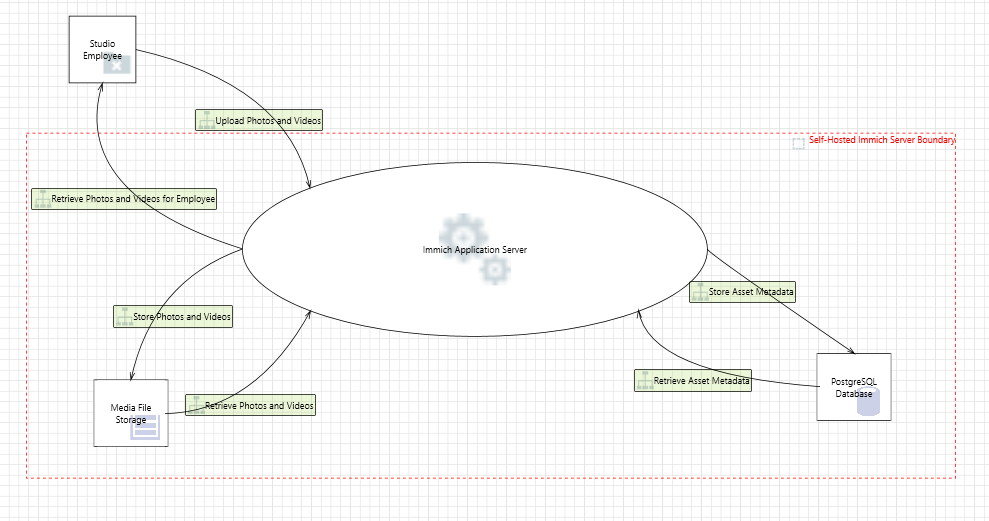 Studio
Employee
Upload Photos and Videos
Self-Hosted Immich Server Boundary
Retrieve Photos and Videos for Employee
Immich Application Server
Store Asset Metadata
Store Photos and Videos
Retrieve Asset Metadata
PostgreSQL
Database
Media File
Storage
Retrieve Photos and Videos